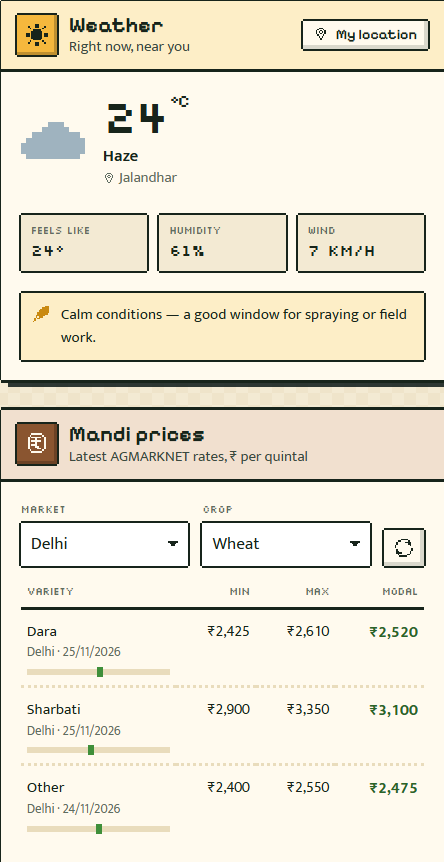 Weather
Right now, near you
My location
24 °C
Haze
Jalandhar
FEELS LIKE
24°
HUMIDITY
61%
WIND
7 KM/H
Calm conditions — a good window for spraying or field
work.
Mandi prices
Latest AGMARKNET rates, ₹ per quintal
MARKET
CROP
Delhi
Wheat
VARIETY MIN MAX MODAL
Dara ₹2,425 ₹2,610 ₹2,520
Delhi · 25/11/2026
Sharbati ₹2,900 ₹3,350 ₹3,100
Delhi · 25/11/2026
Other ₹2,400 ₹2,550 ₹2,475
Delhi · 24/11/2026